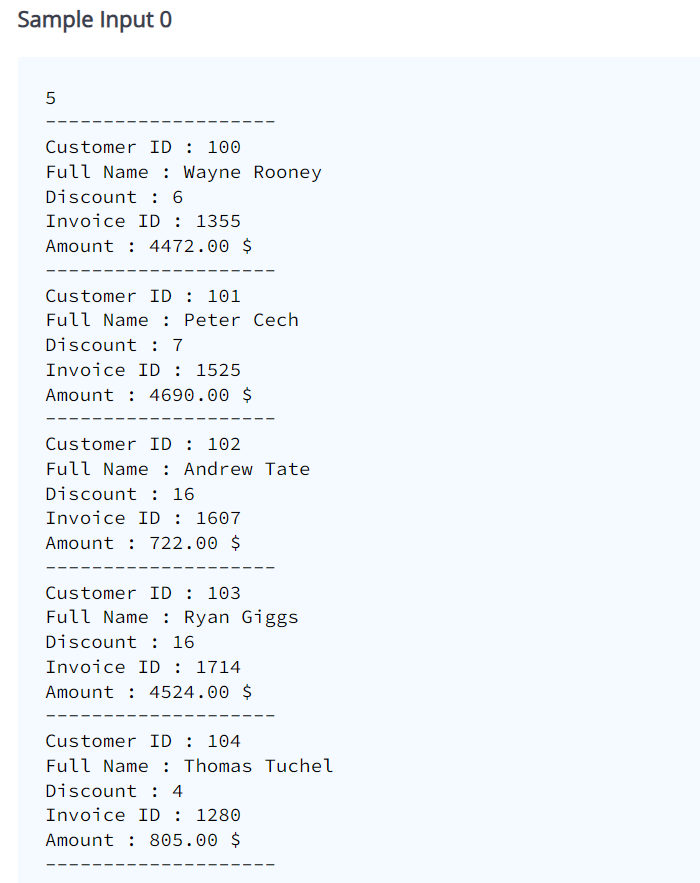 Sample Input 0
5
--------------------
Customer ID : 100
Full Name : Wayne Rooney
Discount : 6
Invoice ID : 1355
Amount : 4472.00 $
--------------------
Customer ID : 101
Full Name : Peter Cech
Discount : 7
Invoice ID : 1525
Amount : 4690.00 $
--------------------
Customer ID : 102
Full Name : Andrew Tate
Discount : 16
Invoice ID : 1607
Amount : 722.00 $
--------------------
Customer ID : 103
Full Name : Ryan Giggs
Discount : 16
Invoice ID : 1714
Amount : 4524.00 $
--------------------
Customer ID : 104
Full Name : Thomas Tuchel
Discount : 4
Invoice ID : 1280
Amount : 805.00 $
--------------------